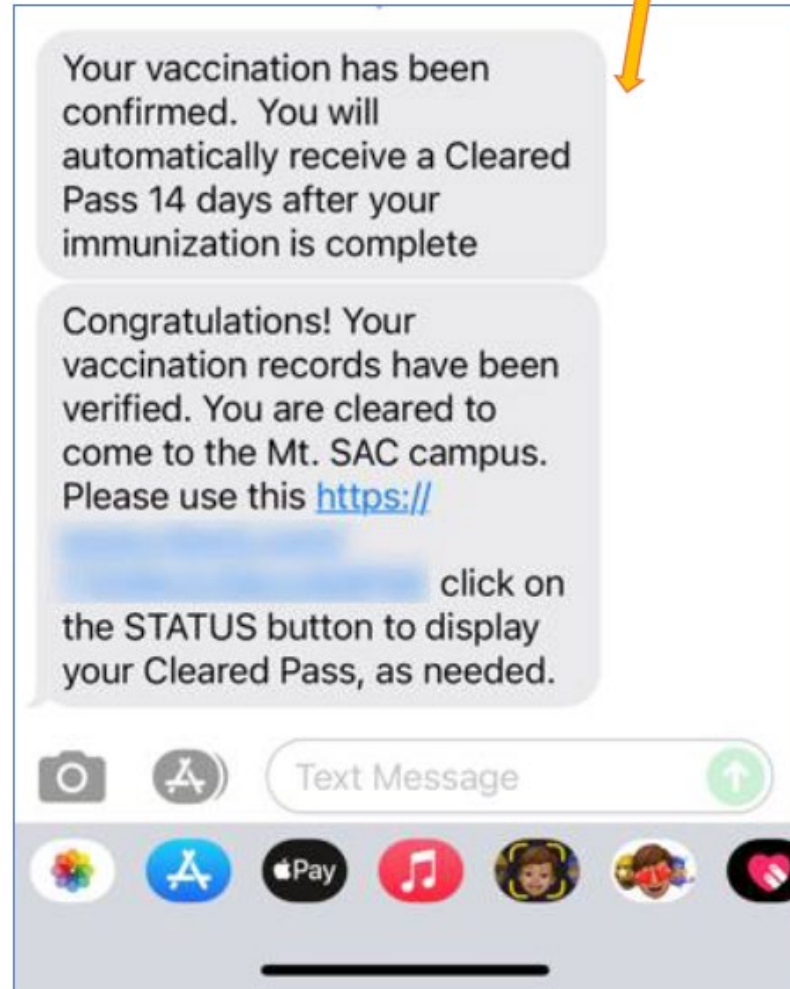 Your vaccination has been
confirmed.  You will
automatically receive a Cleared
Pass 14 days after your
immunization is complete
Congratulations! Your
vaccination records have been
verified. You are cleared to
come to the Mt. SAC campus.
Please use this https://
click on
the STATUS button to display
your Cleared Pass, as needed.
Text Message
Pay